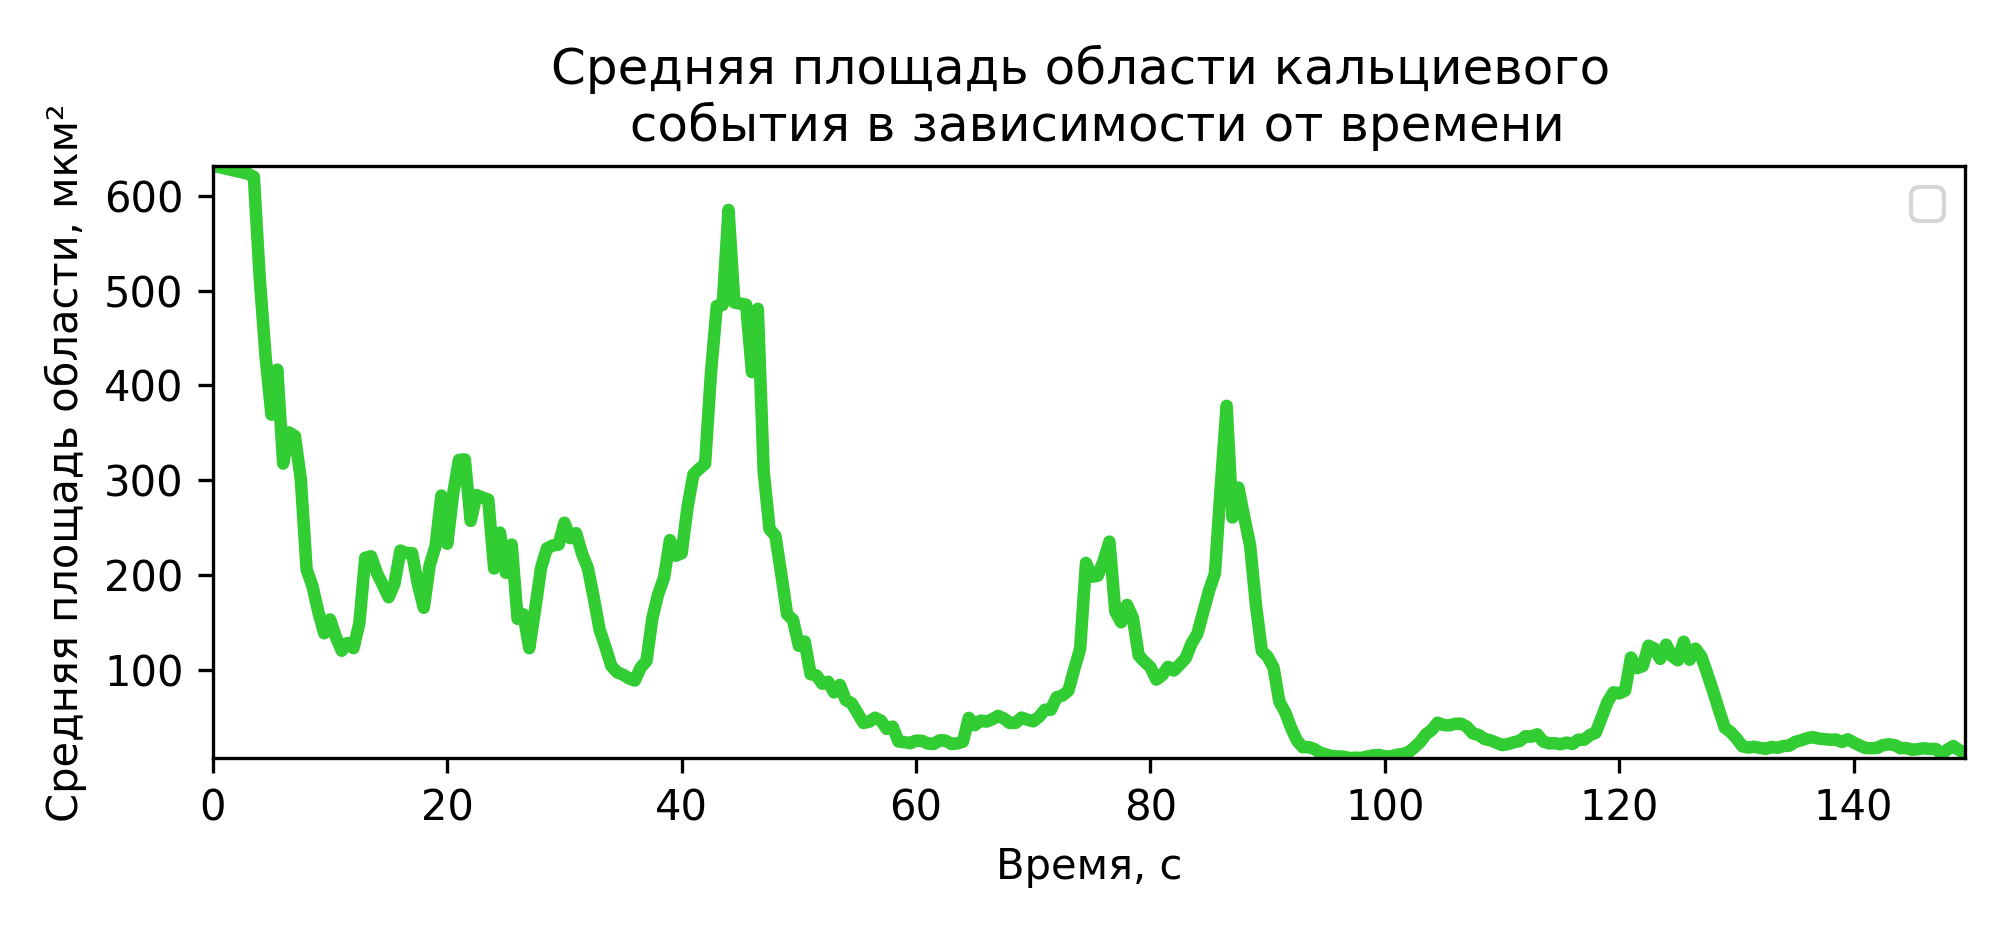 Средняя площадь области кальциевого
события в зависимости от времени
Средняя площадь области, мкм²
600
500
400
300
200
100
0 20 40 60 80 100 120 140
Время, с